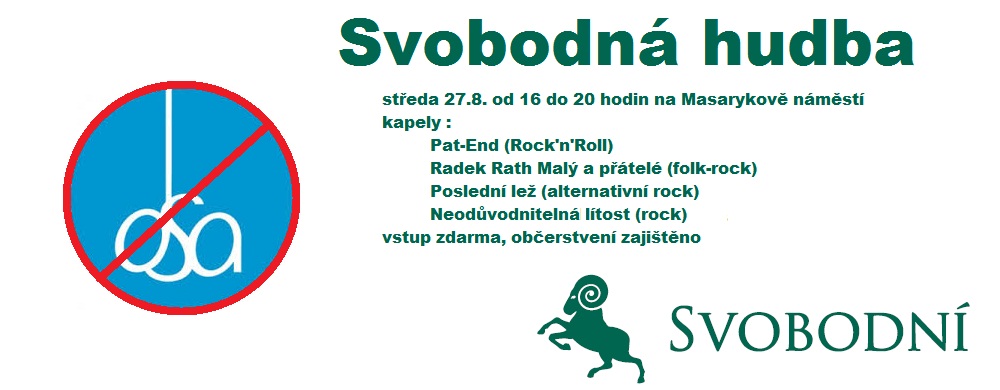 Svobodná hudba
středa 27.8. od 16 do 20 hodin na Masarykově náměstí
kapely :
Pat-End (Rock'n'Roll)
Radek Rath Malý a přátelé (folk-rock)
Poslední lež (alternativní rock)
Neodůvodnitelná lítost (rock)
vstup zdarma, občerstvení zajištěno
osa
SVOBODNÍ